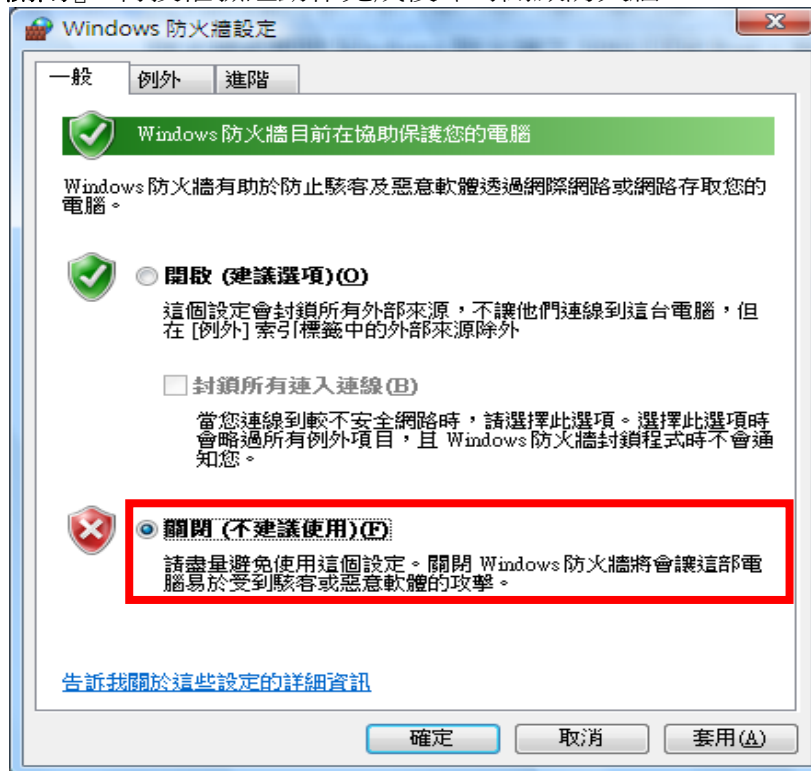 Windows 防火牆設定
一般 例外 進階
Windows 防火牆目前在協助保護您的電腦
Windows 防火牆有助於防止駭客及惡意軟體透過網際網路或網路存取您的
電腦。
開啟 (建議選項)(O)
這個設定會封鎖所有外部來源，不讓他們連線到這台電腦，但
在 [例外] 索引標籤中的外部來源除外
封鎖所有連入連線(B)
當您連線到較不安全網路時，請選擇此選項。選擇此選項時
會略過所有例外項目，且 Windows 防火牆封鎖程式時不會通
知您。
關閉 (不建議使用)(F)
請盡量避免使用這個設定。關閉 Windows 防火牆將會讓這部電
腦易於受到駭客或惡意軟體的攻擊。
告訴我關於這些設定的詳細資訊
確定 取消 套用(A)